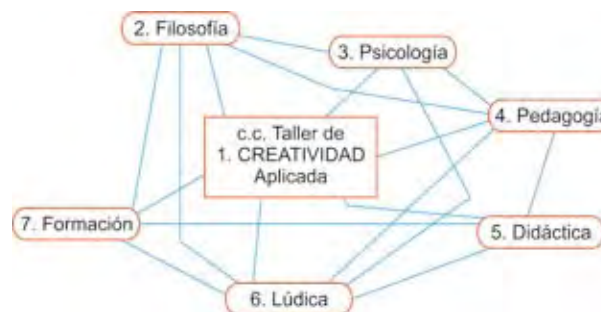 2. Filosofía
3. Psicología
4. Pedagogía
c.c. Taller de
1. CREATIVIDAD
Aplicada
7. Formación
5. Didáctica
6. Lúdica